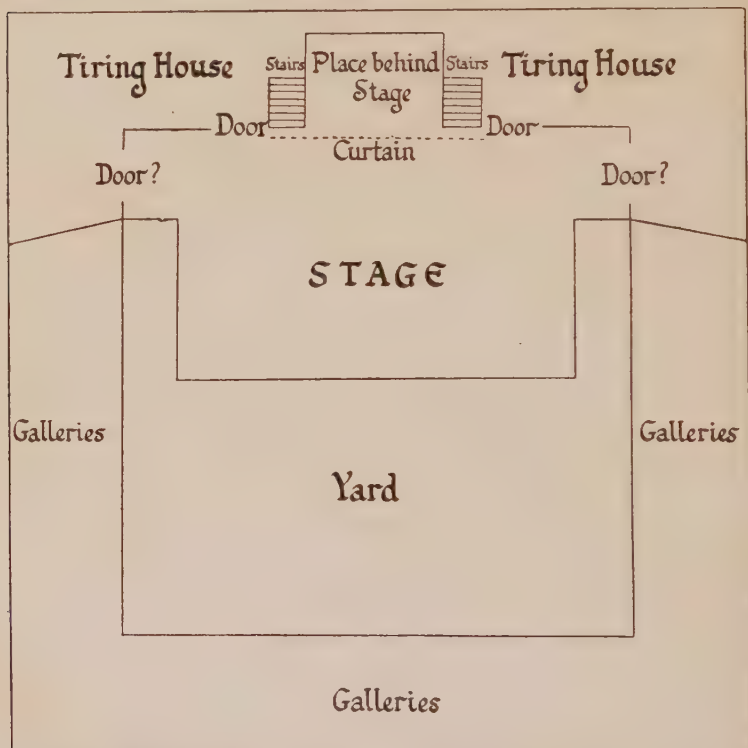 Tiring House
Stairs
Place behind
Stage
Stairs
Tiring House
Door
Door
Curtain
Door?
Door?
STAGE
Galleries
Galleries
Yard
Galleries